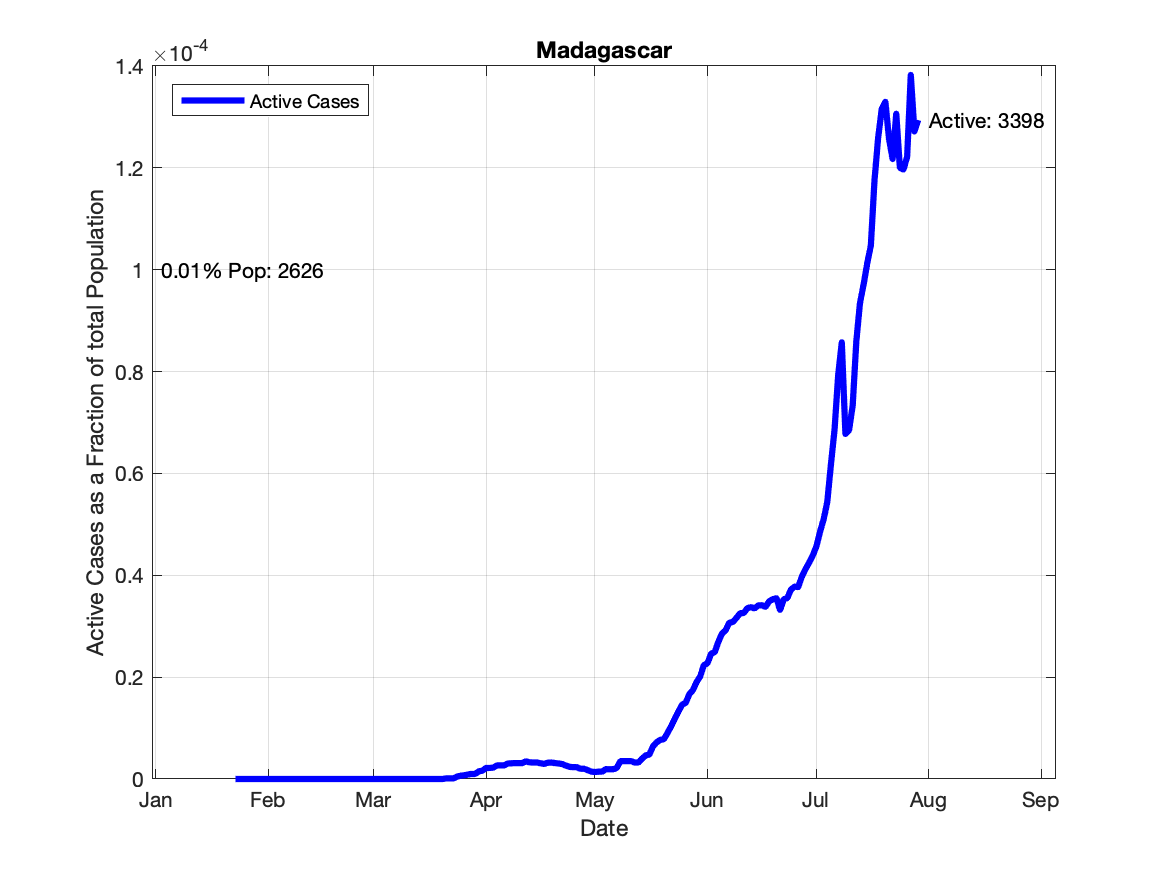 Madagascar
×10-4
Active Cases
Active: 3398
0.01% Pop: 2626
1.4
1.2
1
0.8
0.6
0.4
0.2
0
Active Cases as a Fraction of total Population
Jan Feb Mar Apr May Jun Jul Aug Sep
Date